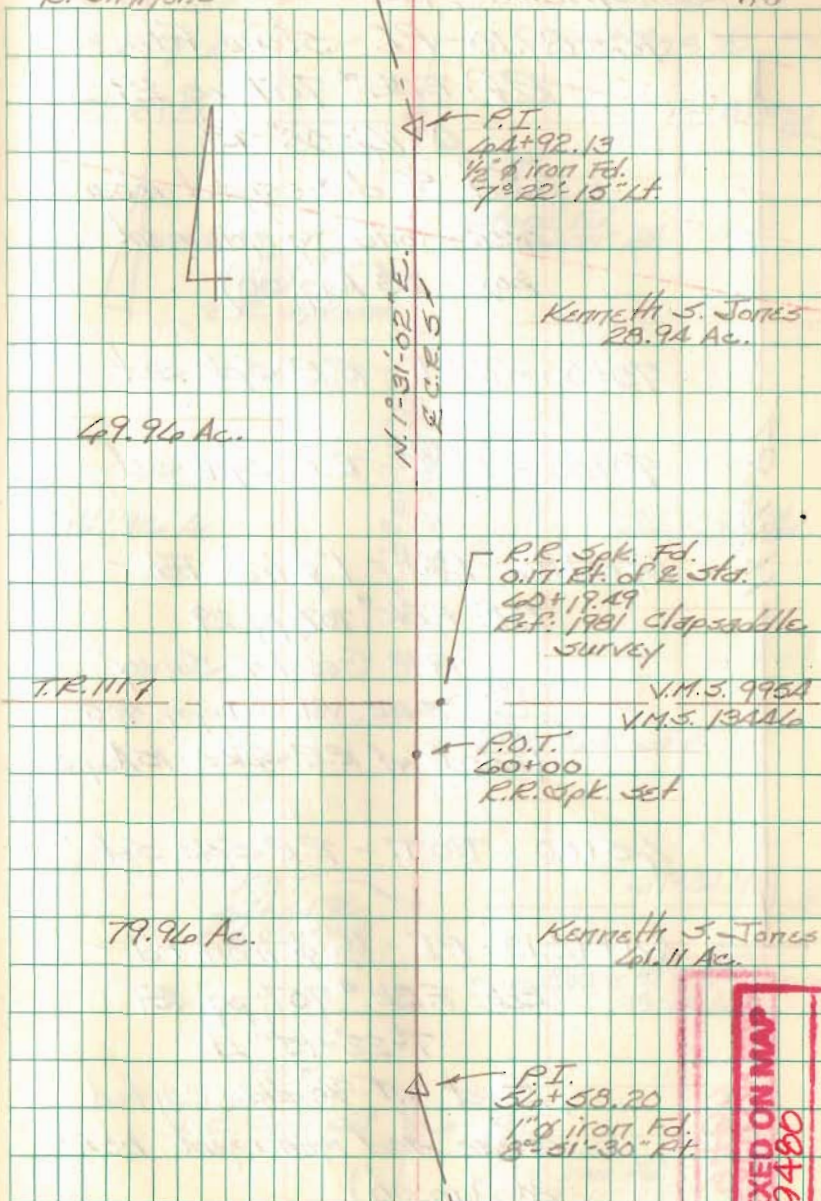 P.I.
64+92.13
1/2" ø iron Fd.
7°-22'-15" Lt.
N. 1°-31'-02" E.
℄ C.R. 57
Kenneth S. Jones
28.94 Ac.
69.96 Ac.
R.R. Spk. Fd.
0.17' Rt. of ℄ Sta.
60+19.49
Ref: 1981 Clapsaddle
survey
T.R. 1117
V.M.S. 9954
V.M.S. 13446
P.O.T.
60+00
R.R. Spk. set
79.96 Ac.
Kenneth S. Jones
61.11 Ac.
P.I.
56+58.20
1" ø iron Fd.
8°-51'-30" Rt.
XED ON MAP
2480